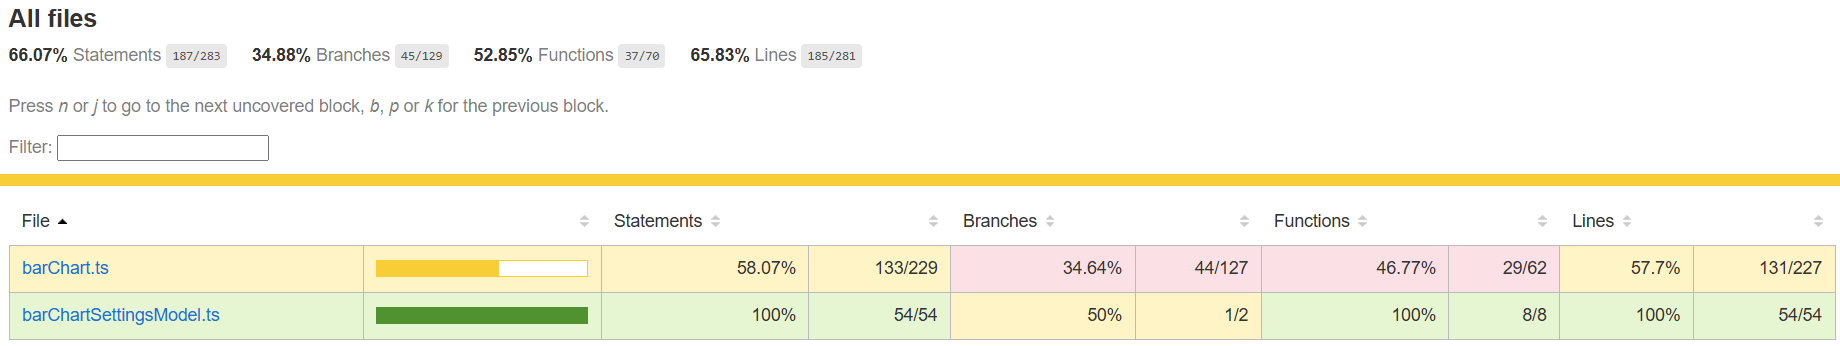 All files
66.07% Statements 187/283 34.88% Branches 45/129 52.85% Functions 37/70 65.83% Lines 185/281
Press n or j to go to the next uncovered block, b, p or k for the previous block.
Filter:
File Statements Branches Functions Lines
barChart.ts 58.07% 133/229 34.64% 44/127 46.77% 29/62 57.7% 131/227
barChartSettingsModel.ts 100% 54/54 50% 1/2 100% 8/8 100% 54/54